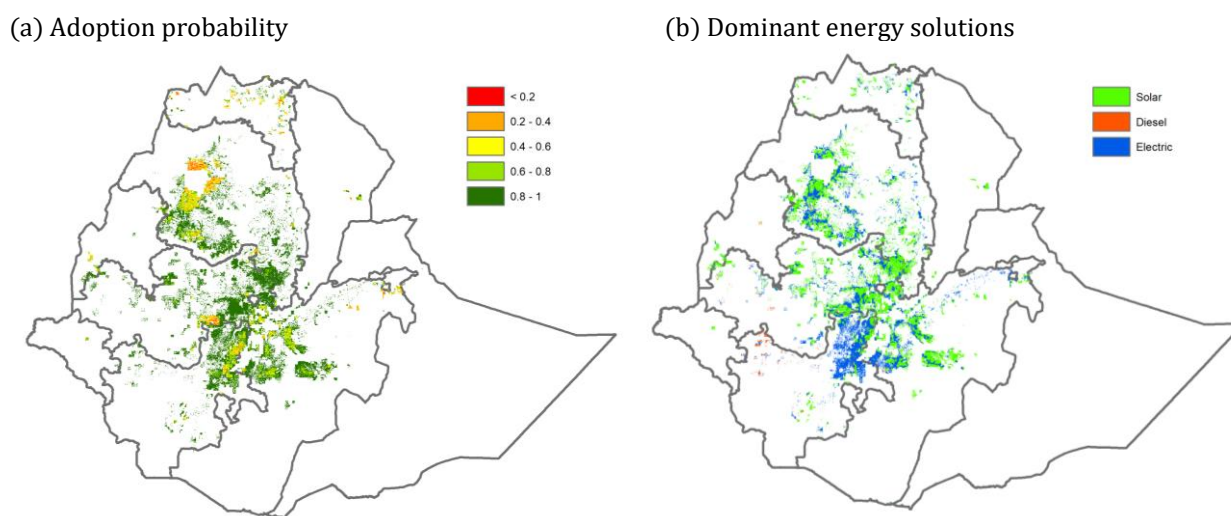 (a) Adoption probability
(b) Dominant energy solutions
< 0.2
0.2 - 0.4
0.4 - 0.6
0.6 - 0.8
0.8 - 1
Solar
Diesel
Electric